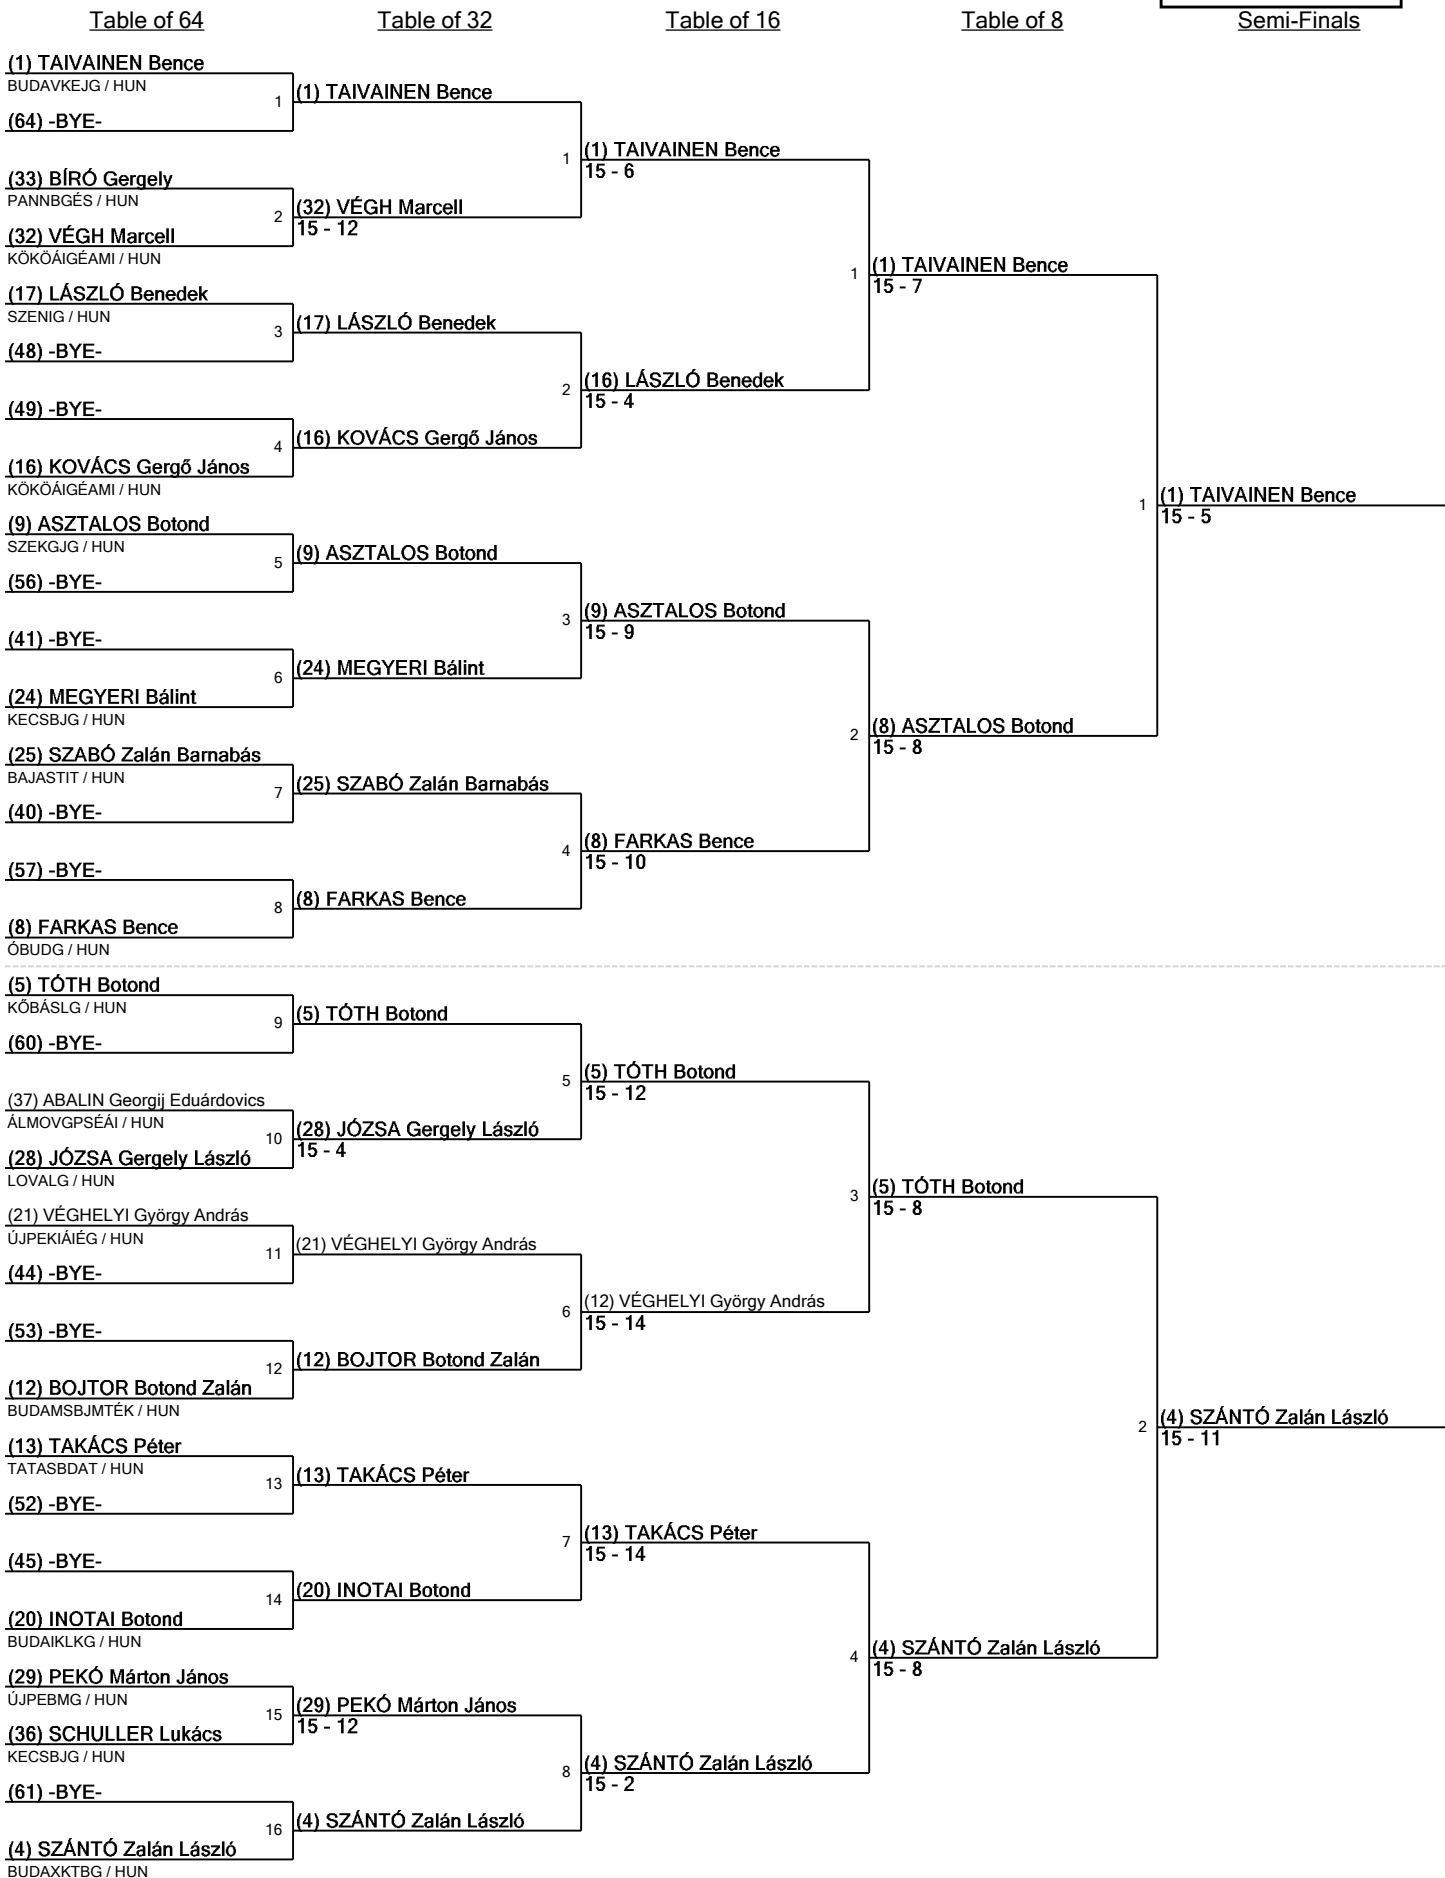 Table of 64
Table of 32
Table of 16
Table of 8
Semi-Finals
(1) TAIVAINEN Bence
BUDAVKEJG / HUN
1
(64) -BYE-
(33) BÍRÓ Gergely
PANNBGÉS / HUN
2
(32) VÉGH Marcell
KÖKÖÁIGÉAMI / HUN
(17) LÁSZLÓ Benedek
SZENIG / HUN
3
(48) -BYE-
(49) -BYE-
4
(16) KOVÁCS Gergő János
KÖKÖÁIGÉAMI / HUN
(9) ASZTALOS Botond
SZEKGJG / HUN
5
(56) -BYE-
(41) -BYE-
6
(24) MEGYERI Bálint
KECSBJG / HUN
(25) SZABÓ Zalán Barnabás
BAJASTIT / HUN
7
(40) -BYE-
(57) -BYE-
8
(8) FARKAS Bence
ÓBUDG / HUN
(5) TÓTH Botond
KŐBÁSLG / HUN
9
(60) -BYE-
(37) ABALIN Georgij Eduárdovics
ÁLMOVGPSÉÁI / HUN
10
(28) JÓZSA Gergely László
LOVALG / HUN
(21) VÉGHELYI György András
ÚJPEKIÁIÉG / HUN
11
(44) -BYE-
(53) -BYE-
12
(12) BOJTOR Botond Zalán
BUDAMSBJMTÉK / HUN
(13) TAKÁCS Péter
TATASBDAT / HUN
13
(52) -BYE-
(45) -BYE-
14
(20) INOTAI Botond
BUDAIKLKG / HUN
(29) PEKÓ Márton János
ÚJPEBMG / HUN
15
(36) SCHULLER Lukács
KECSBJG / HUN
(61) -BYE-
16
(4) SZÁNTÓ Zalán László
BUDAXKTBG / HUN
(1) TAIVAINEN Bence
1
(32) VÉGH Marcell
15 - 12
(17) LÁSZLÓ Benedek
2
(16) KOVÁCS Gergő János
(9) ASZTALOS Botond
3
(24) MEGYERI Bálint
(25) SZABÓ Zalán Barnabás
4
(8) FARKAS Bence
(5) TÓTH Botond
5
(28) JÓZSA Gergely László
15 - 4
(21) VÉGHELYI György András
6
(12) BOJTOR Botond Zalán
(13) TAKÁCS Péter
7
(20) INOTAI Botond
(29) PEKÓ Márton János
15 - 12
8
(4) SZÁNTÓ Zalán László
(1) TAIVAINEN Bence
15 - 6
1
(16) LÁSZLÓ Benedek
15 - 4
(9) ASZTALOS Botond
15 - 9
2
(8) FARKAS Bence
15 - 10
(5) TÓTH Botond
15 - 12
3
(12) VÉGHELYI György András
15 - 14
(13) TAKÁCS Péter
15 - 14
4
(4) SZÁNTÓ Zalán László
15 - 2
(1) TAIVAINEN Bence
15 - 7
1
(8) ASZTALOS Botond
15 - 8
(5) TÓTH Botond
15 - 8
2
(4) SZÁNTÓ Zalán László
15 - 8
(1) TAIVAINEN Bence
15 - 5
(4) SZÁNTÓ Zalán László
15 - 11